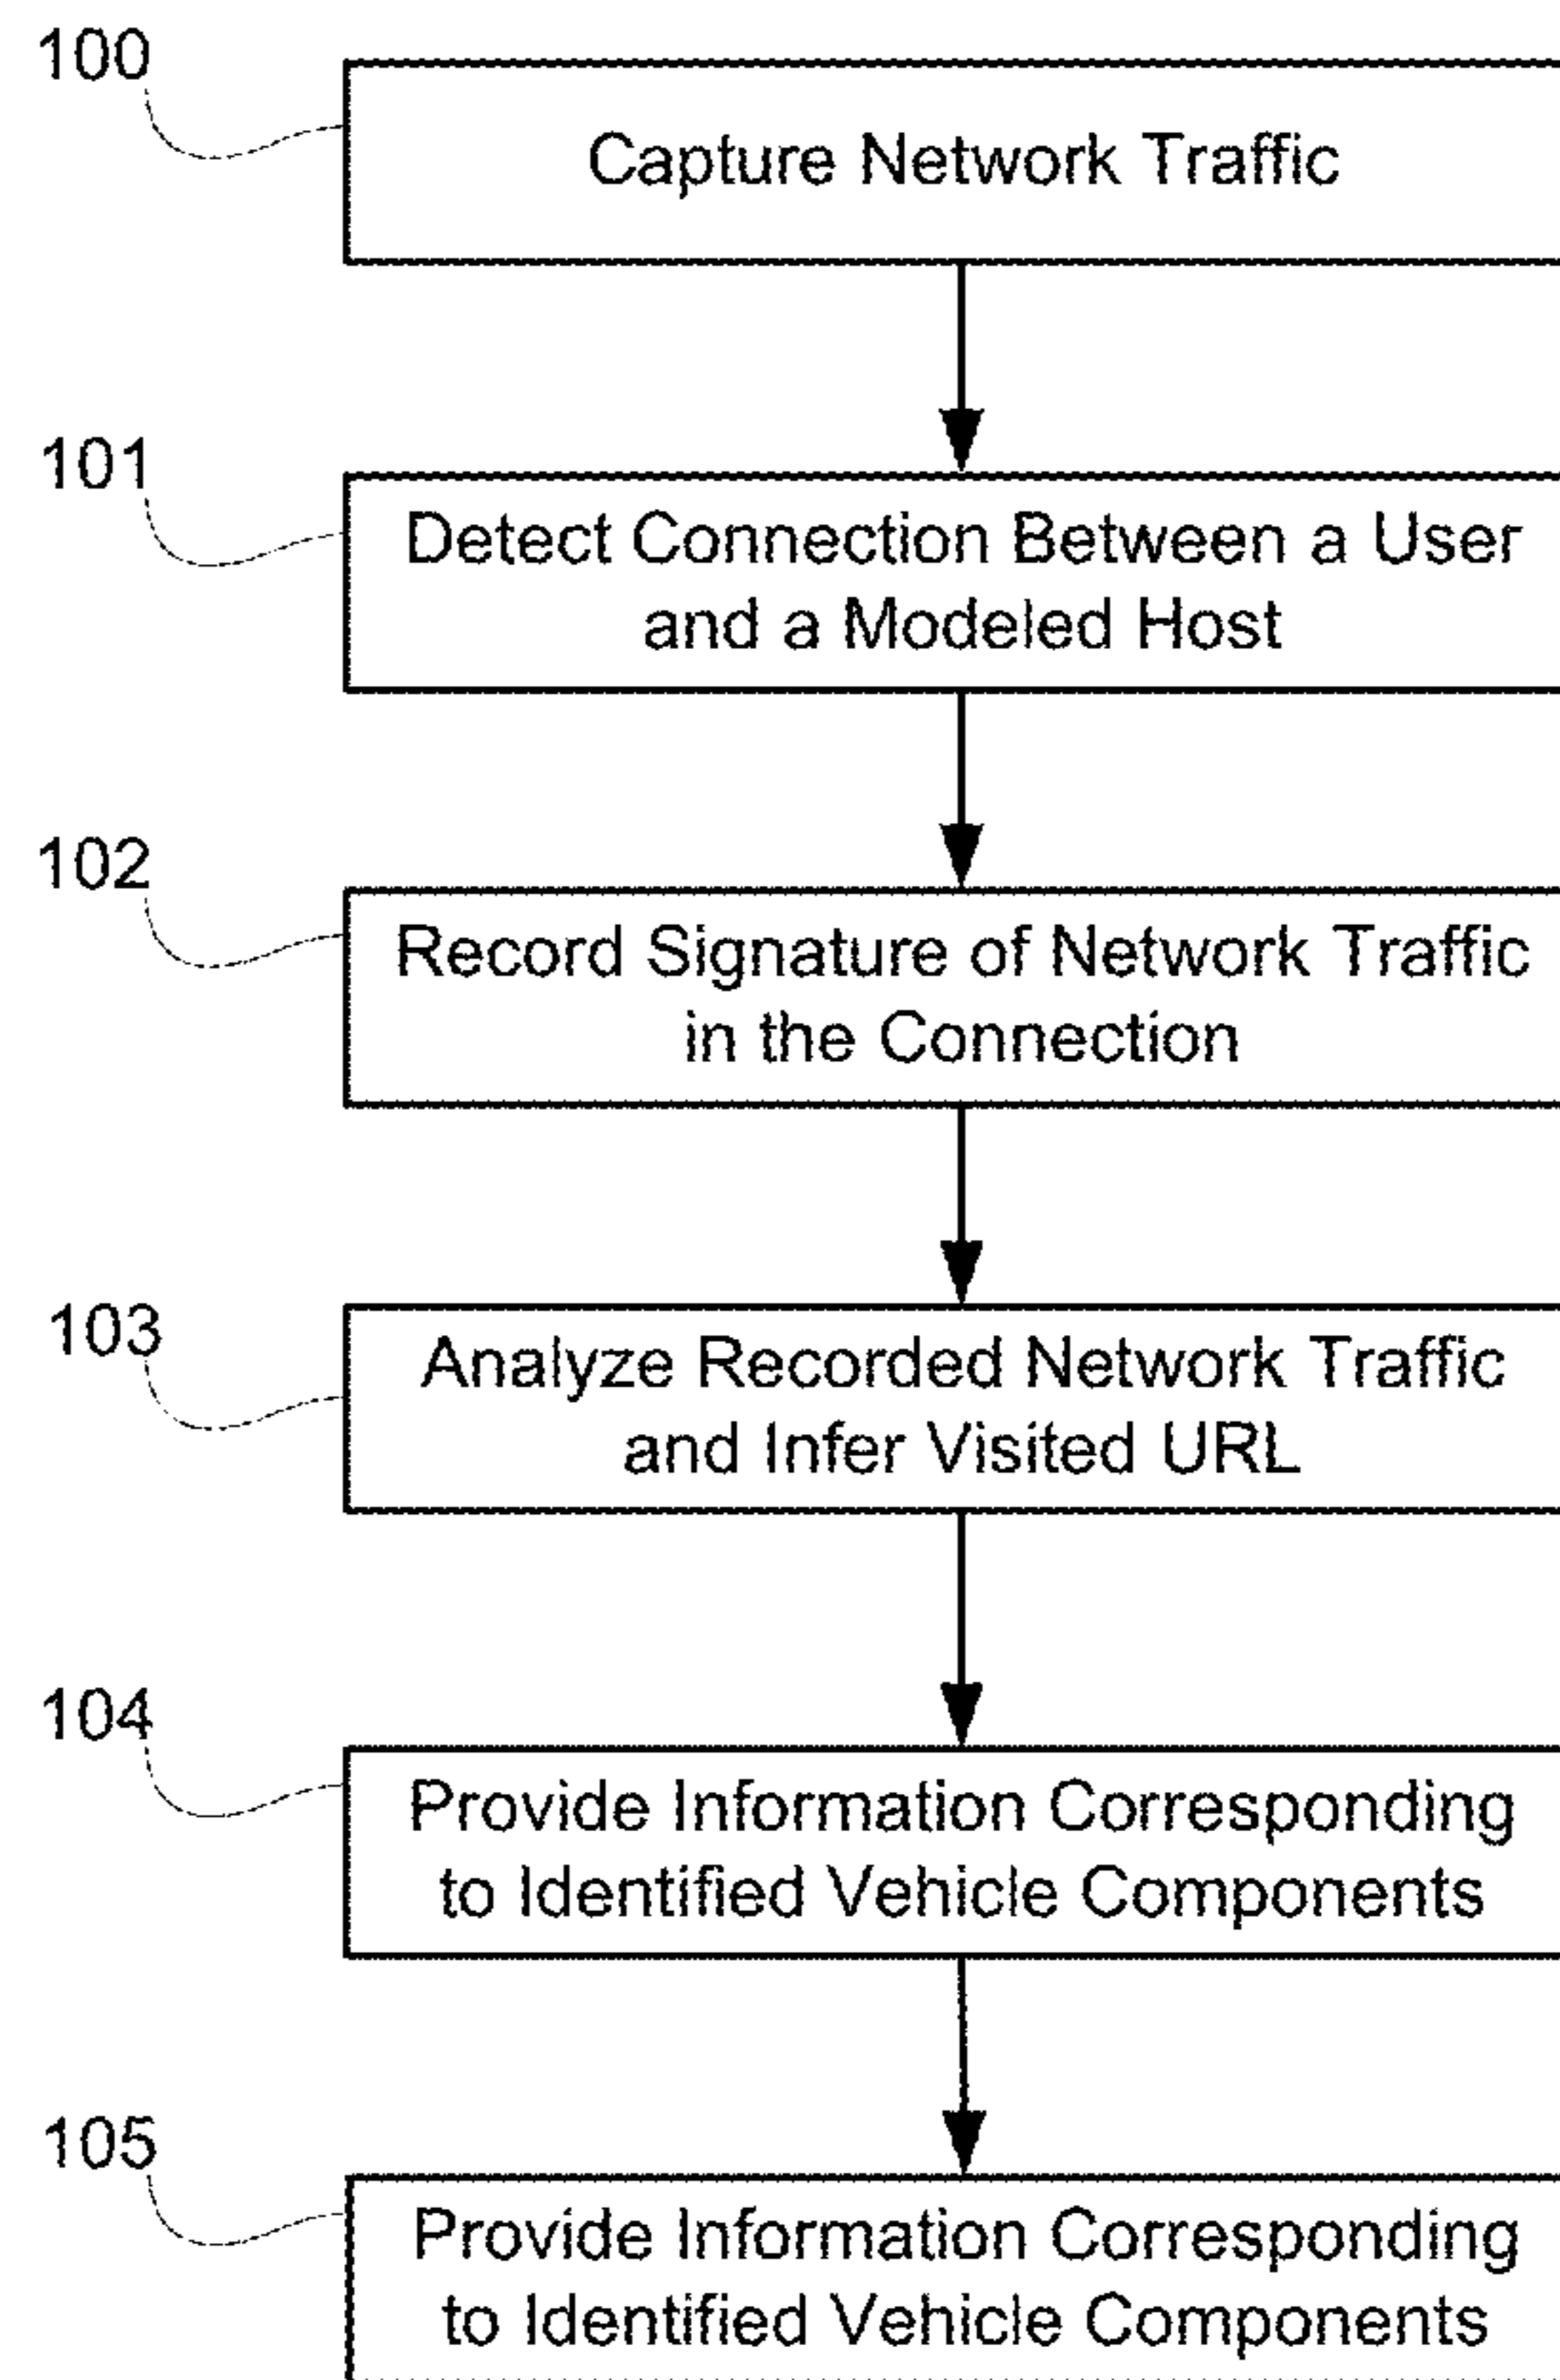 100
Capture Network Traffic
101
Detect Connection Between a User
and a Modeled Host
102
Record Signature of Network Traffic
in the Connection
103
Analyze Recorded Network Traffic
and Infer Visited URL
104
Provide Information Corresponding
to Identified Vehicle Components
105
Provide Information Corresponding
to Identified Vehicle Components